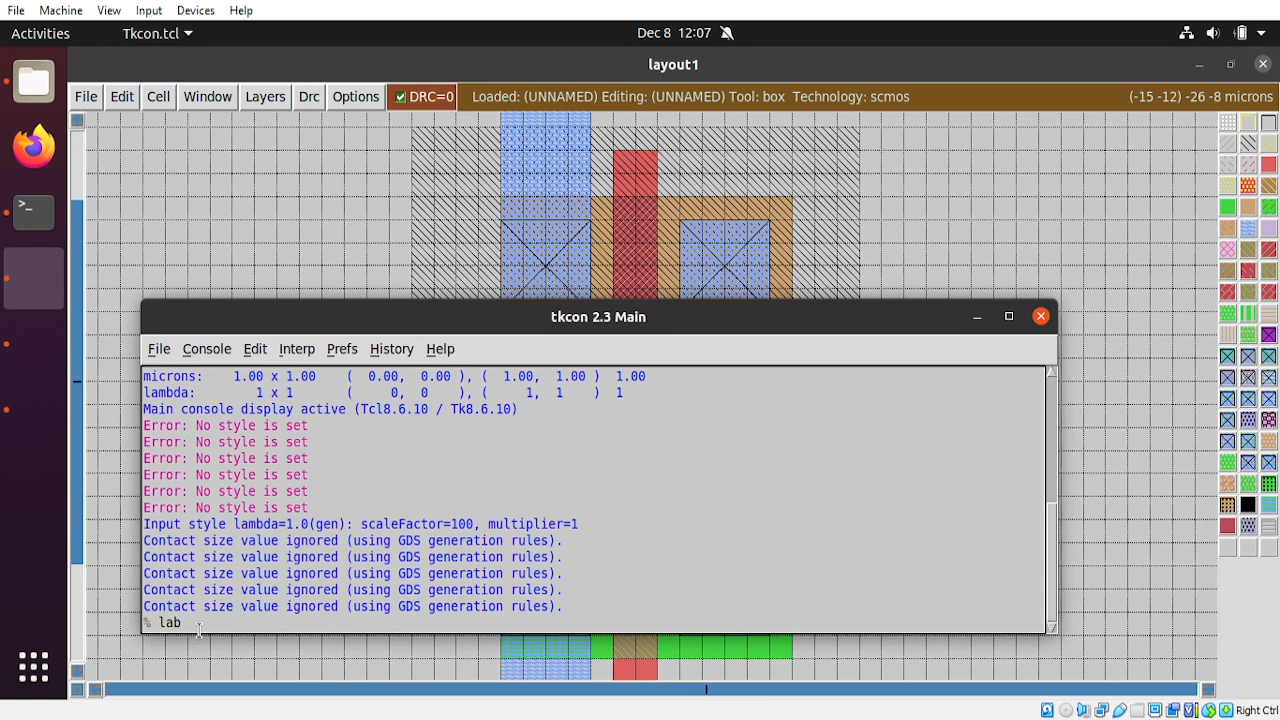 File Machine View Input Devices Help
Activities Tkcon.tcl Dec 8 12:07
layout1
File Edit Cell Window Layers Drc Options DRC=0 Loaded: (UNNAMED) Editing: (UNNAMED) Tool: box Technology: scmos (-15 -12) -26 -8 microns
tkcon 2.3 Main
File Console Edit Interp Prefs History Help
microns: 1.00 x 1.00 ( 0.00, 0.00 ), ( 1.00, 1.00 ) 1.00
lambda: 1 x 1 ( 0, 0 ), ( 1, 1 ) 1
Main console display active (Tcl8.6.10 / Tk8.6.10)
Error: No style is set
Error: No style is set
Error: No style is set
Error: No style is set
Error: No style is set
Error: No style is set
Input style lambda=1.0(gen): scaleFactor=100, multiplier=1
Contact size value ignored (using GDS generation rules).
Contact size value ignored (using GDS generation rules).
Contact size value ignored (using GDS generation rules).
Contact size value ignored (using GDS generation rules).
Contact size value ignored (using GDS generation rules).
% lab
Right Ctrl